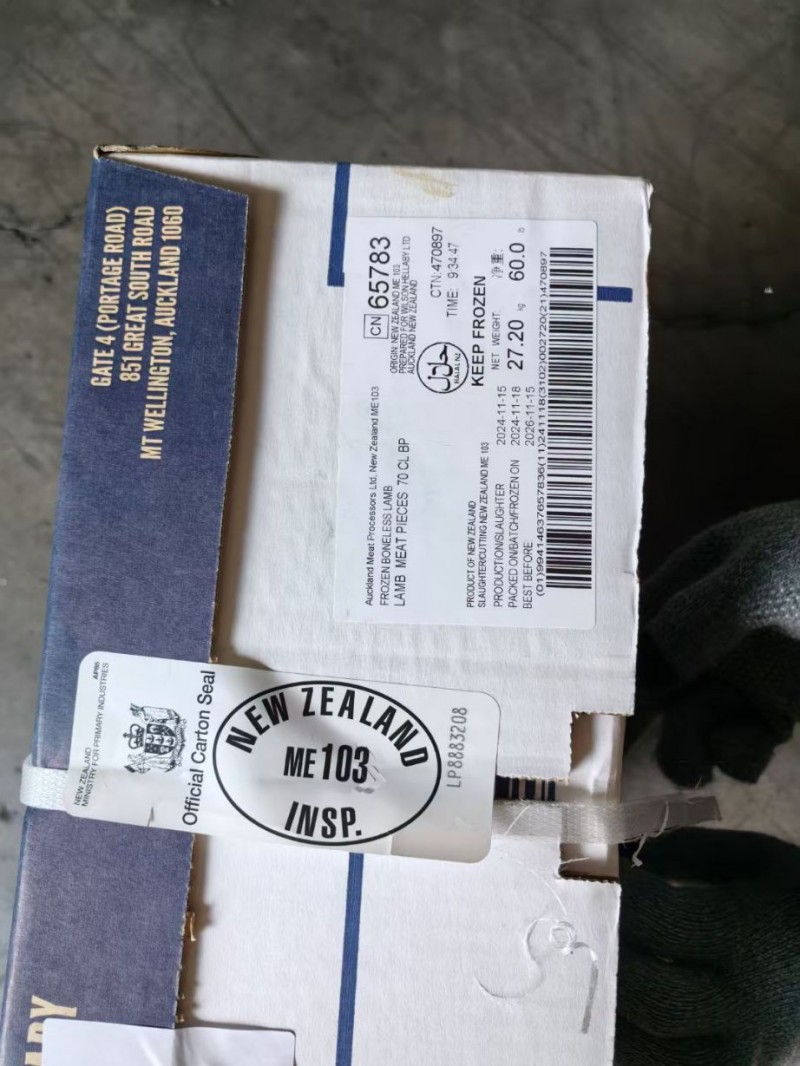 GATE 4 (PORTAGE ROAD)
851 GREAT SOUTH ROAD
MT WELLINGTON, AUCKLAND 1060
CN 65783
ORIGIN: NEW ZEALAND ME 103
PREPARED FOR WILSON HELLABY LTD
AUCKLAND NEW ZEALAND
Auckland Meat Processors Ltd, New Zealand ME103
FROZEN BONELESS LAMB
LAMB MEAT PIECES 70 CL BP
حلال
HALAL NZ
CTN:470897
TIME: 9:34:47
KEEP FROZEN
NET WEIGHT: 净重:
27.20 kg 60.0 lb
PRODUCT OF NEW ZEALAND
SLAUGHTER/CUTTING NEW ZEALAND ME 103
PRODUCTION/SLAUGHTER 2024-11-15
PACKED ON/BATCH/FROZEN ON 2024-11-18
BEST BEFORE 2026-11-15
(01)99414637657836(11)241118(3102)002720(21)470897
NEW ZEALAND
MINISTRY FOR PRIMARY INDUSTRIES
AP99
Official Carton Seal
NEW ZEALAND
ME 103
INSP.
LP8883208